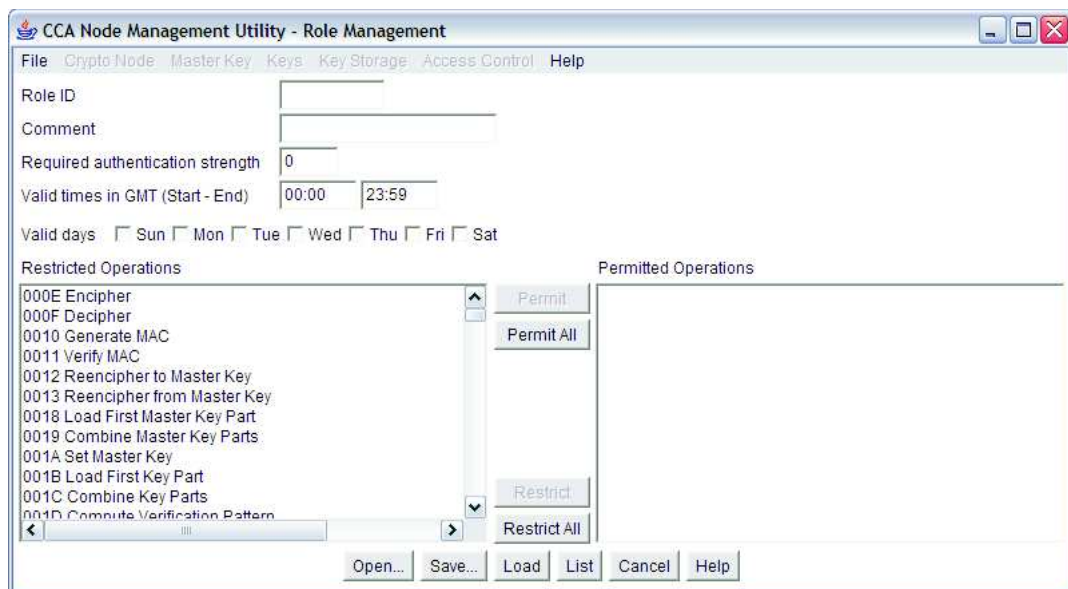 CCA Node Management Utility - Role Management
File Crypto Node Master Key Keys Key Storage Access Control Help
Role ID
Comment
Required authentication strength 0
Valid times in GMT (Start - End) 00:00 23:59
Valid days Sun Mon Tue Wed Thu Fri Sat
Restricted Operations Permitted Operations
000E Encipher
000F Decipher
0010 Generate MAC
0011 Verify MAC
0012 Reencipher to Master Key
0013 Reencipher from Master Key
0018 Load First Master Key Part
0019 Combine Master Key Parts
001A Set Master Key
001B Load First Key Part
001C Combine Key Parts
001D Compute Verification Pattern
Permit
Permit All
Restrict
Restrict All
Open... Save... Load List Cancel Help